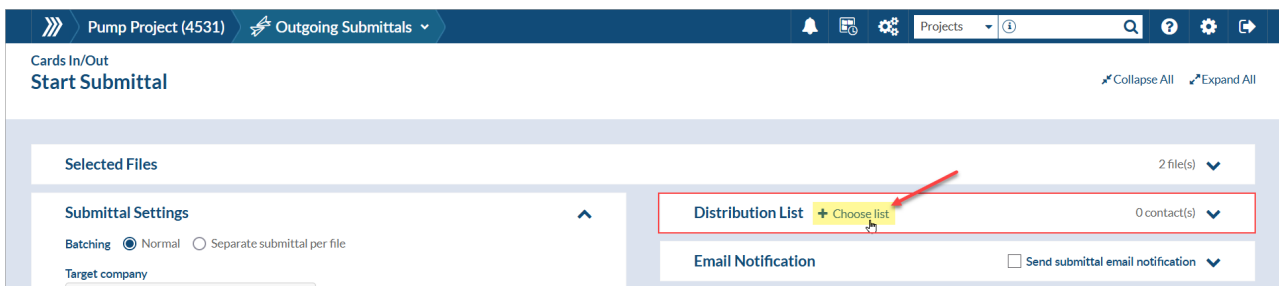 Pump Project (4531) Outgoing Submittals Projects
Cards In/Out
Start Submittal
Collapse All Expand All
Selected Files 2 file(s)
Submittal Settings
Batching Normal Separate submittal per file
Target company
Distribution List + Choose list 0 contact(s)
Email Notification Send submittal email notification